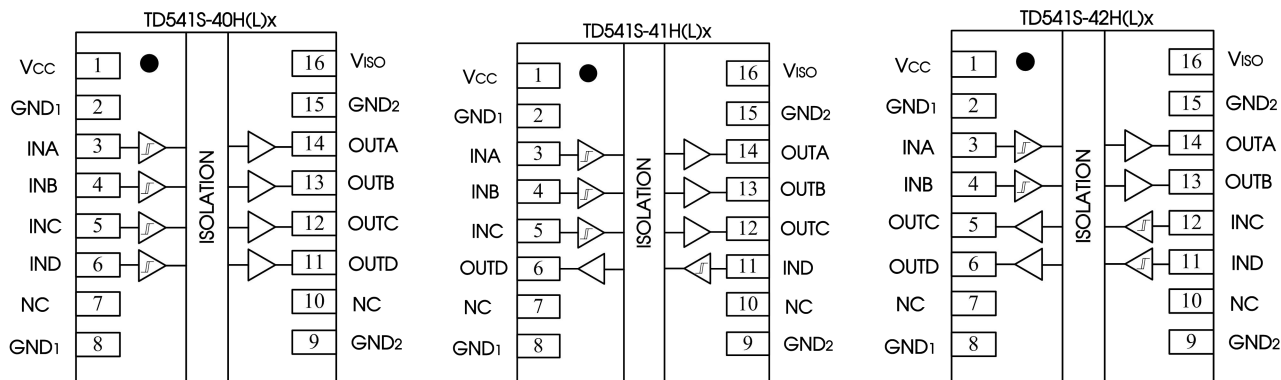 TD541S-40H(L)x
VCC 1 16 VISO
GND1 2 15 GND2
INA 3 14 OUTA
INB 4 13 OUTB
INC 5 12 OUTC
IND 6 11 OUTD
NC 7 10 NC
GND1 8 9 GND2
ISOLATION
TD541S-41H(L)x
VCC 1 16 VISO
GND1 2 15 GND2
INA 3 14 OUTA
INB 4 13 OUTB
INC 5 12 OUTC
OUTD 6 11 IND
NC 7 10 NC
GND1 8 9 GND2
ISOLATION
TD541S-42H(L)x
VCC 1 16 VISO
GND1 2 15 GND2
INA 3 14 OUTA
INB 4 13 OUTB
OUTC 5 12 INC
OUTD 6 11 IND
NC 7 10 NC
GND1 8 9 GND2
ISOLATION